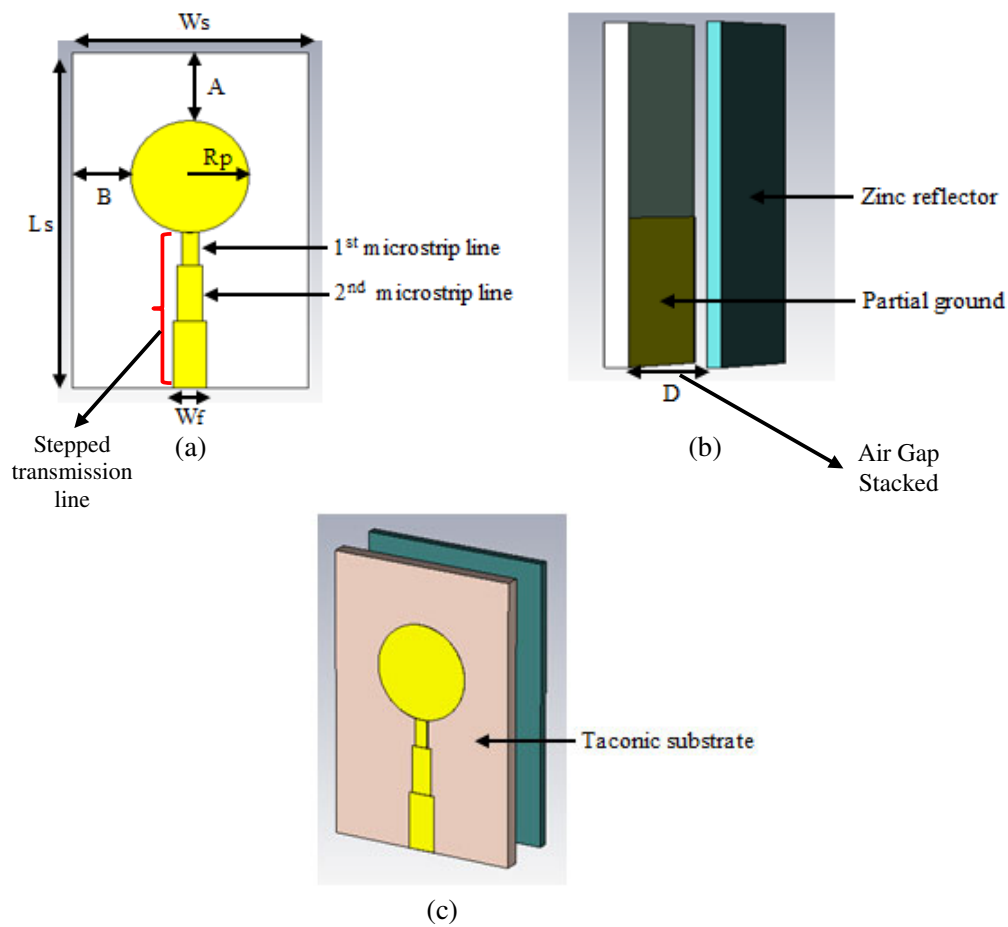 Ws
A
Rp
B
Ls
1st microstrip line
2nd microstrip line
Wf
Stepped
transmission
line
(a)
Zinc reflector
Partial ground
D
(b)
Air Gap
Stacked
Taconic substrate
(c)